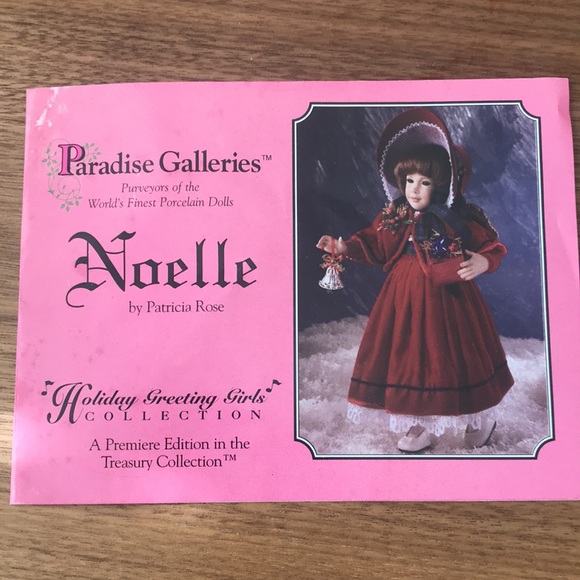 Paradise Galleries™
Purveyors of the
World's Finest Porcelain Dolls
Noelle
by Patricia Rose
Holiday Greeting Girls
COLLECTION
A Premiere Edition in the
Treasury Collection™